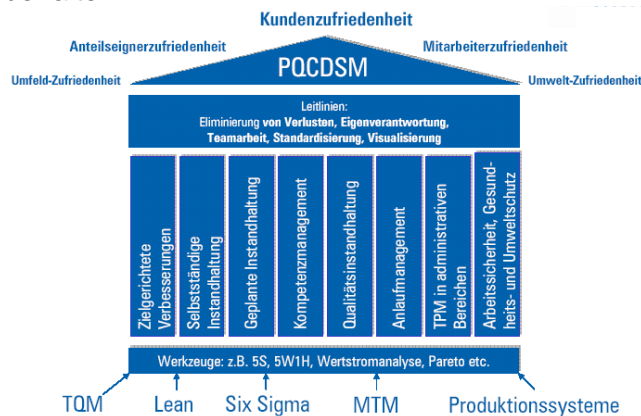 Kundenzufriedenheit
Anteilseignerzufriedenheit
Mitarbeiterzufriedenheit
PQCDSM
Umfeld-Zufriedenheit
Umwelt-Zufriedenheit
Leitlinien:
Eliminierung von Verlusten, Eigenverantwortung,
Teamarbeit, Standardisierung, Visualisierung
Zielgerichtete
Verbesserungen
Selbstständige
Instandhaltung
Geplante Instandhaltung
Kompetenzmanagement
Qualitätsinstandhaltung
Anlaufmanagement
TPM in administrativen
Bereichen
Arbeitssicherheit, Gesund-
heits- und Umweltschutz
Werkzeuge: z.B. 5S, 5W1H, Wertstromanalyse, Pareto etc.
TQM
Lean
Six Sigma
MTM
Produktionssysteme